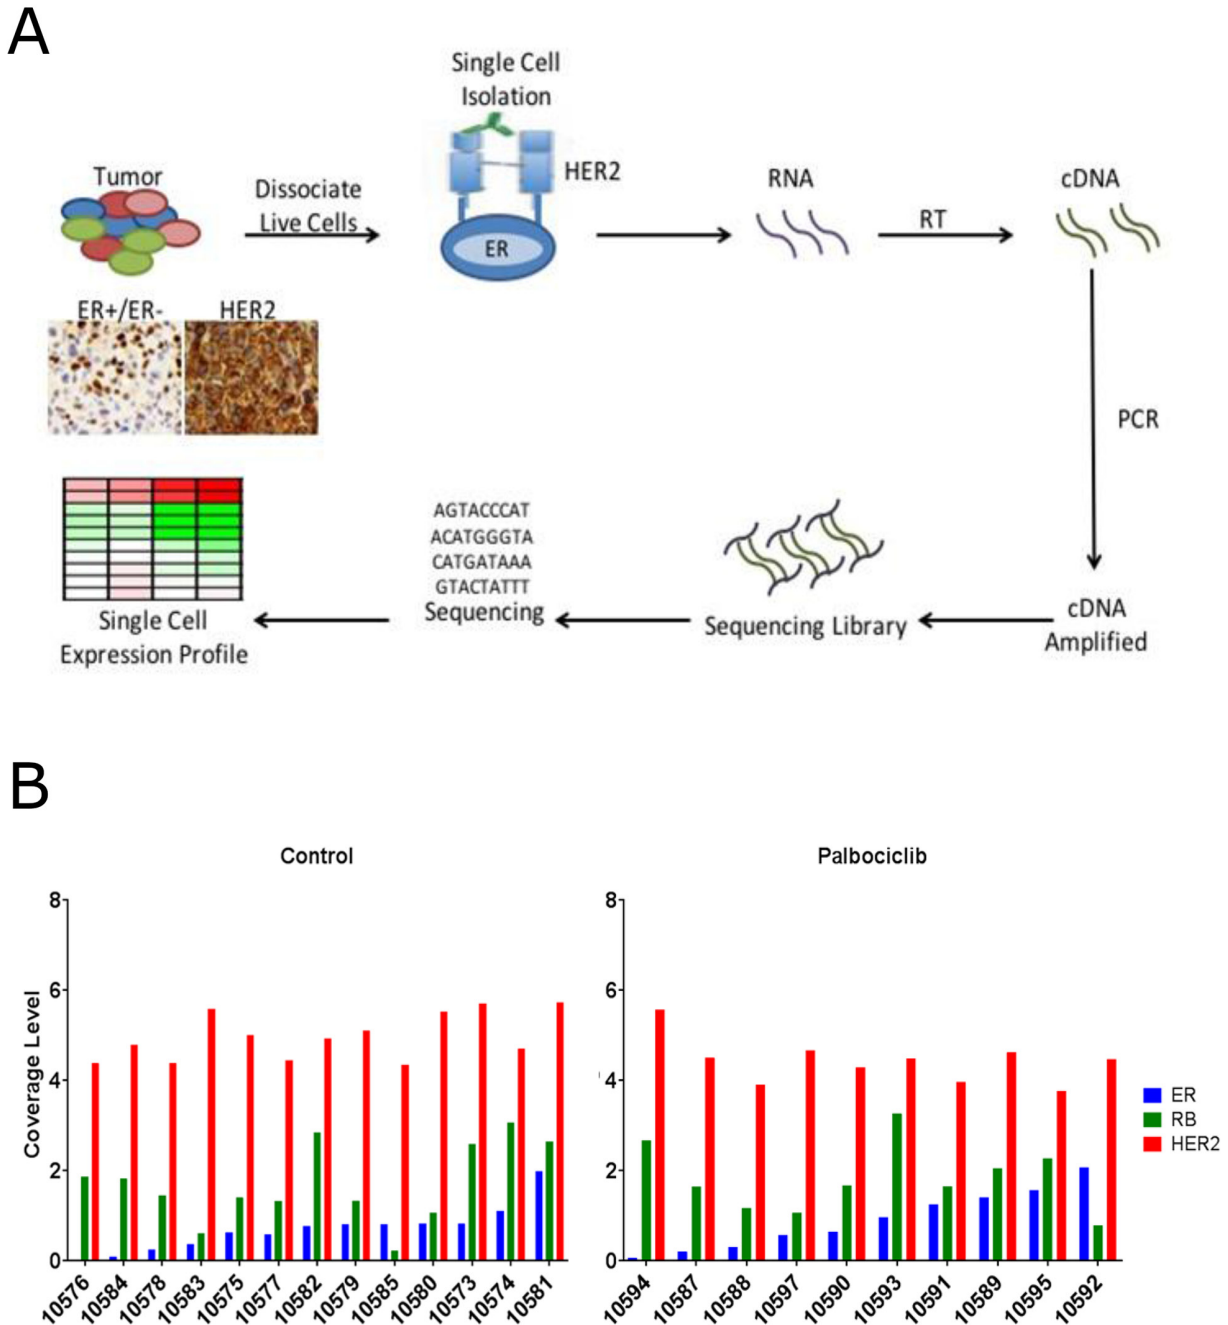 A
Single Cell
Isolation
Tumor
Dissociate
Live Cells
HER2
RNA
RT
cDNA
ER
ER+/ER-
HER2
PCR
AGTACCCAT
ACATGGGTA
CATGATAAA
GTACTATTT
Sequencing
Single Cell
Expression Profile
Sequencing Library
cDNA
Amplified
B
Control
Coverage Level
8
6
4
2
0
10576
10584
10578
10583
10575
10577
10582
10579
10585
10580
10573
10574
10581
Palbociclib
8
6
4
2
0
10594
10587
10588
10597
10590
10593
10591
10589
10595
10592
ER
RB
HER2